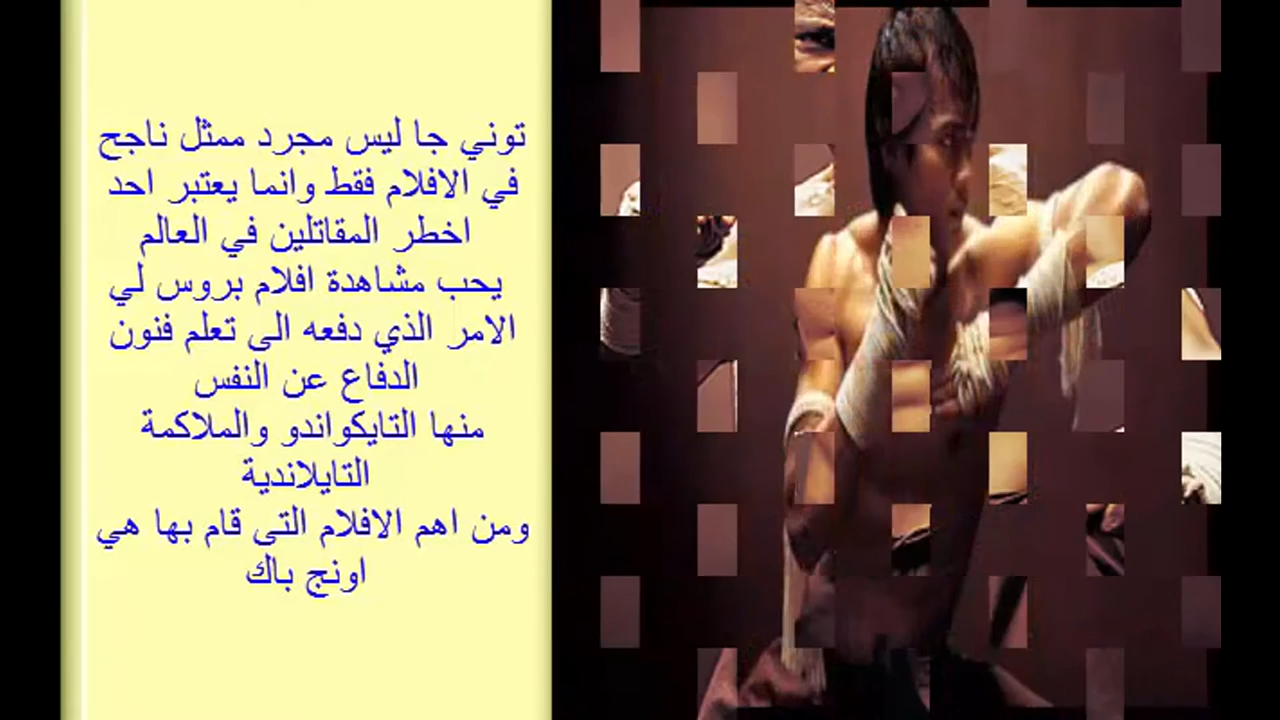 توني جا ليس مجرد ممثل ناجح
في الافلام فقط وانما يعتبر احد
اخطر المقاتلين في العالم
يحب مشاهدة افلام بروس لي
الامر الذي دفعه الى تعلم فنون
الدفاع عن النفس
منها التايكواندو والملاكمة
التايلاندية
ومن اهم الافلام التى قام بها هي
اونج باك